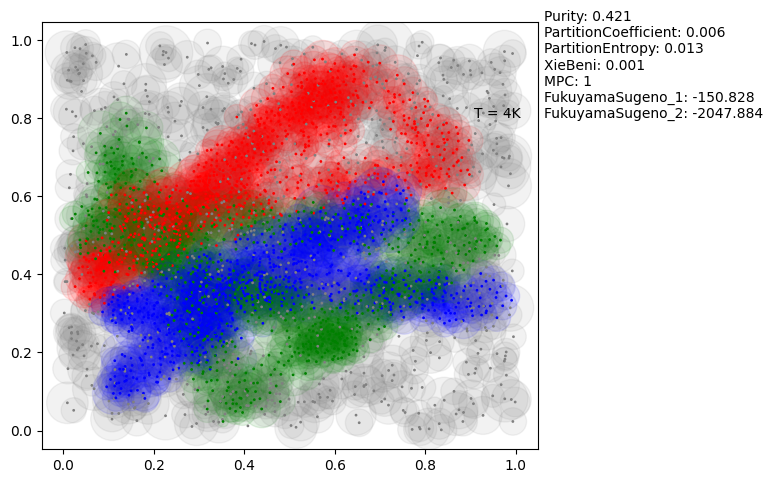 Purity: 0.421
PartitionCoefficient: 0.006
PartitionEntropy: 0.013
XieBeni: 0.001
MPC: 1
FukuyamaSugeno_1: -150.828
FukuyamaSugeno_2: -2047.884
T = 4K
1.0
0.8
0.6
0.4
0.2
0.0
0.0 0.2 0.4 0.6 0.8 1.0